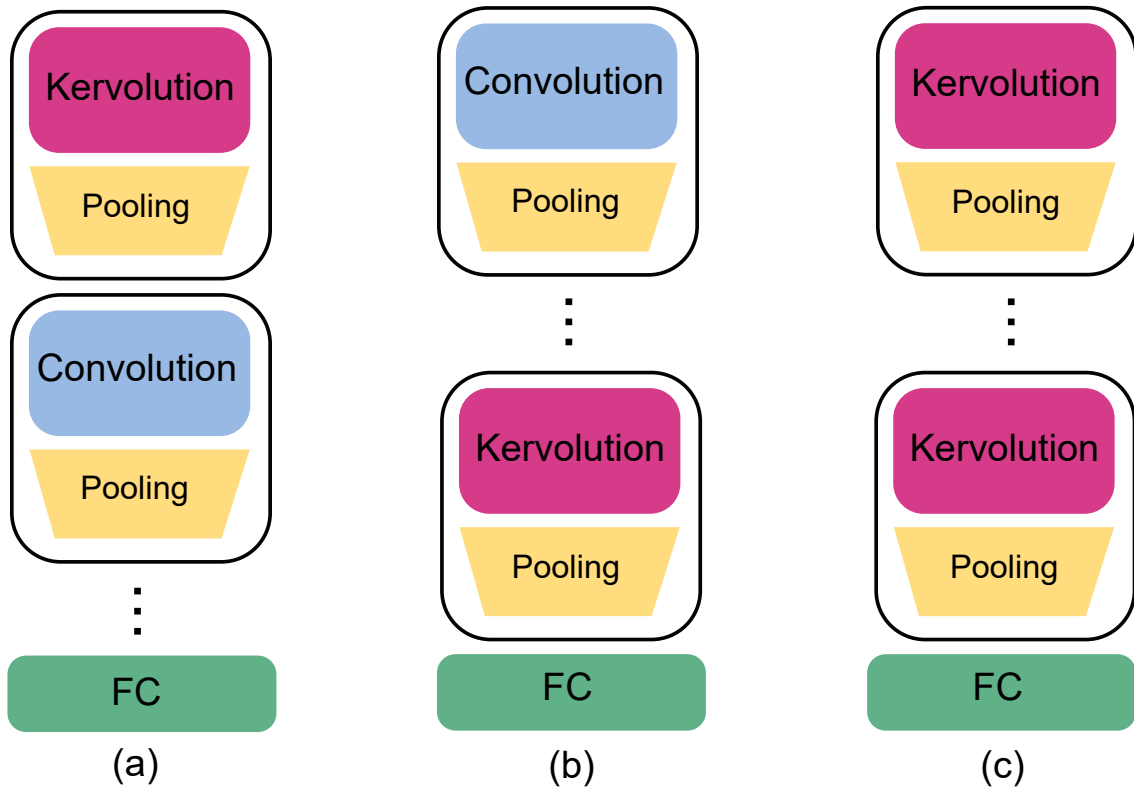 Kervolution
Pooling
Convolution
Pooling
FC
(a)
Convolution
Pooling
Kervolution
Pooling
FC
(b)
Kervolution
Pooling
Kervolution
Pooling
FC
(c)